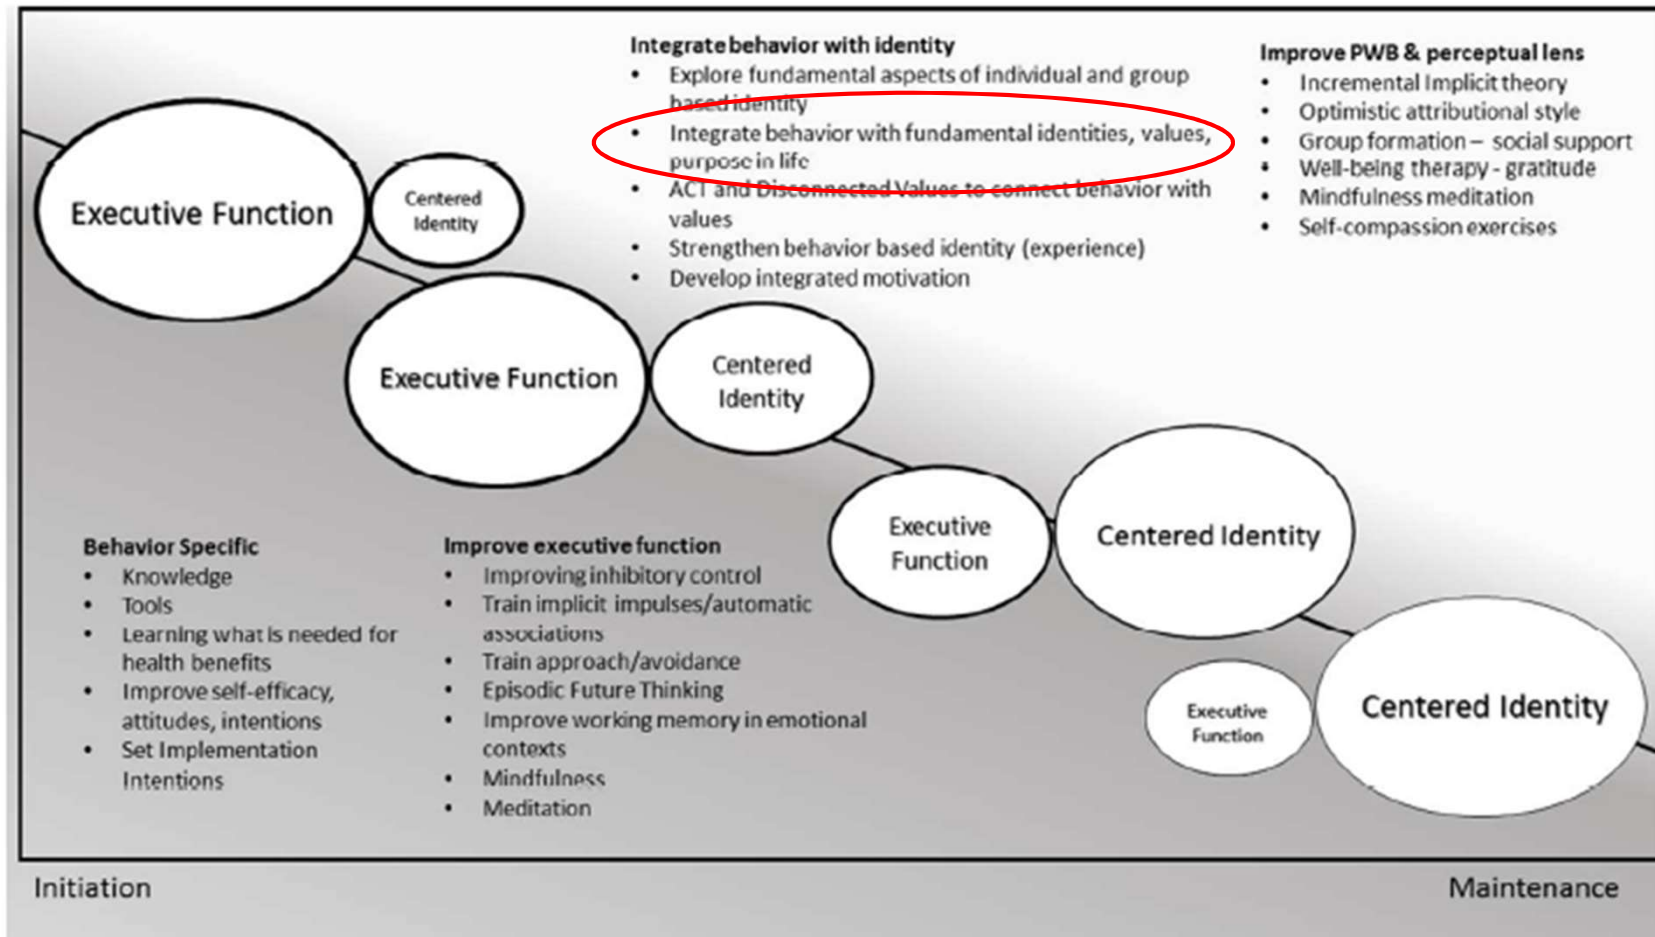 Integrate behavior with identity
• Explore fundamental aspects of individual and group
based identity
• Integrate behavior with fundamental identities, values,
purpose in life
• ACT and Disconnected Values to connect behavior with
values
• Strengthen behavior based identity (experience)
• Develop integrated motivation
Improve PWB & perceptual lens
• Incremental Implicit theory
• Optimistic attributional style
• Group formation – social support
• Well-being therapy - gratitude
• Mindfulness meditation
• Self-compassion exercises
Executive Function
Centered
Identity
Executive Function
Centered
Identity
Executive
Function
Centered Identity
Executive
Function
Centered Identity
Behavior Specific
• Knowledge
• Tools
• Learning what is needed for
health benefits
• Improve self-efficacy,
attitudes, intentions
• Set Implementation
Intentions
Improve executive function
• Improving inhibitory control
• Train implicit impulses/automatic
associations
• Train approach/avoidance
• Episodic Future Thinking
• Improve working memory in emotional
contexts
• Mindfulness
• Meditation
Initiation
Maintenance